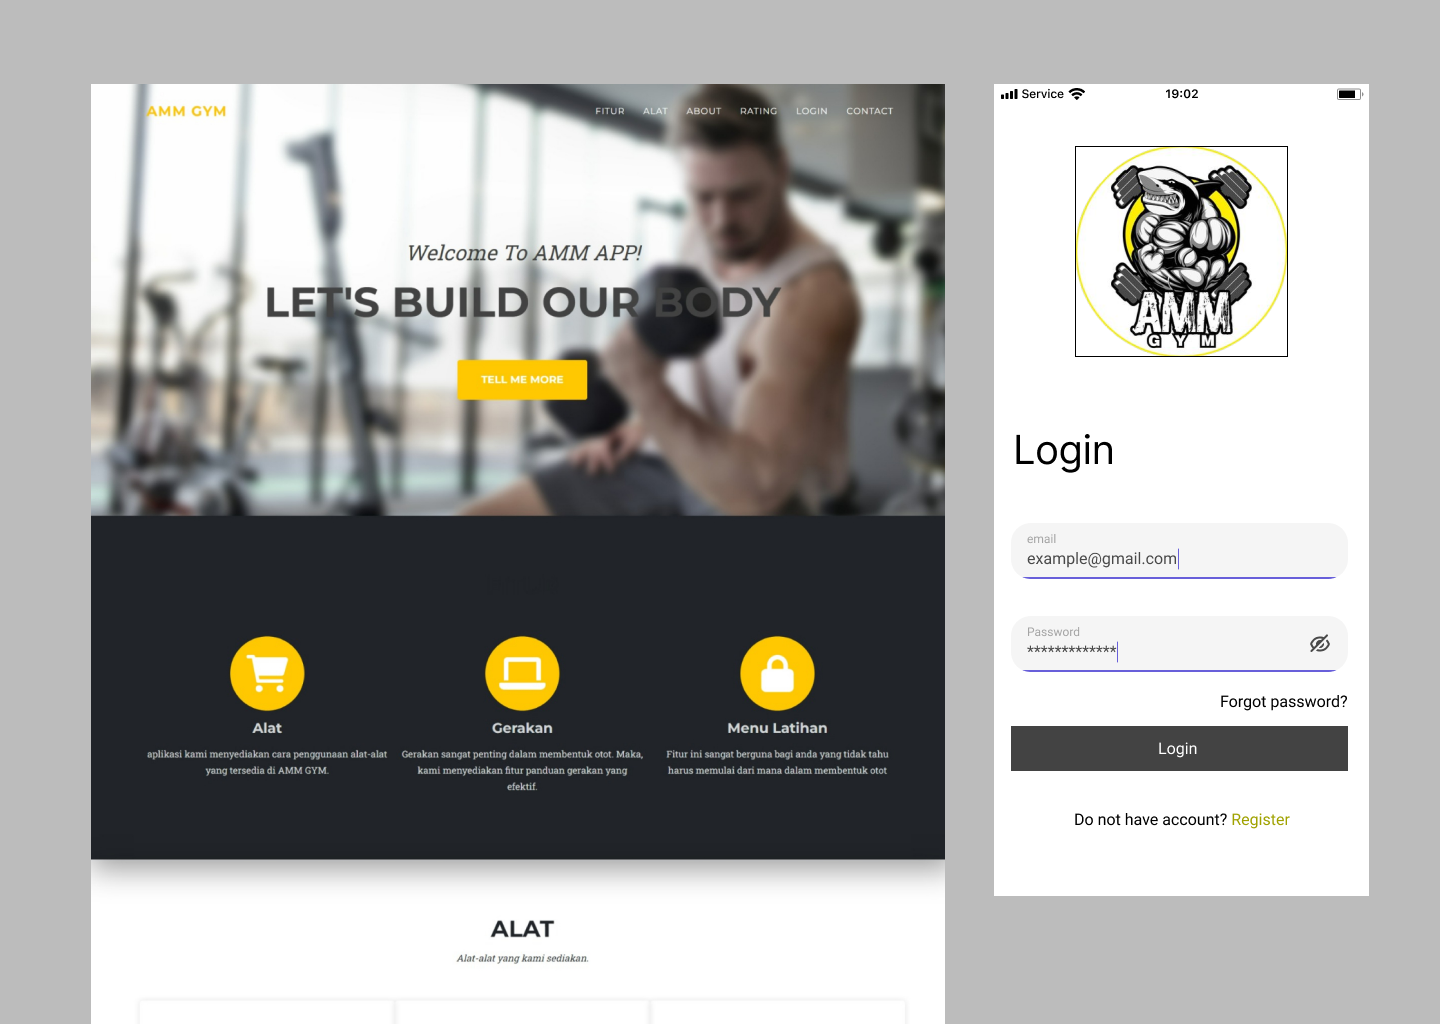 AMM GYM
FITUR ALAT ABOUT RATING LOGIN CONTACT
Welcome To AMM APP!
LET'S BUILD OUR BODY
TELL ME MORE
Alat
aplikasi kami menyediakan cara penggunaan alat-alat
yang tersedia di AMM GYM.
Gerakan
Gerakan sangat penting dalam membentuk otot. Maka,
kami menyediakan fitur panduan gerakan yang
efektif.
Menu Latihan
Fitur ini sangat berguna bagi anda yang tidak tahu
harus memulai dari mana dalam membentuk otot
ALAT
Alat-alat yang kami sediakan.
Service 19:02
AMM
GYM
Login
email
example@gmail.com
Password
*************
Forgot password?
Login
Do not have account? Register